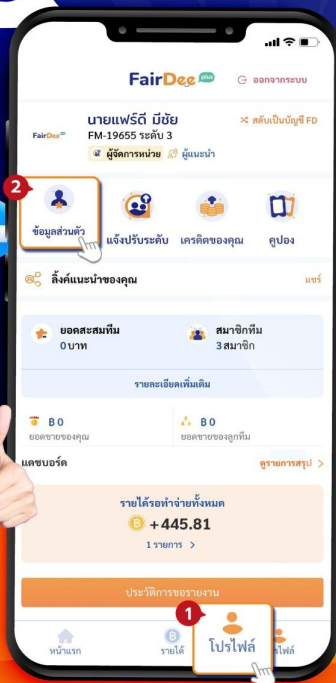 FairDee plus
ออกจากระบบ
FairDee plus
นายแฟร์ดี มีชัย
สลับเป็นบัญชี FD
FM-19655 ระดับ 3
ผู้จัดการหน่วย ผู้แนะนำ
2
ข้อมูลส่วนตัว
แจ้งปรับระดับ
เครดิตของคุณ
คูปอง
ลิ้งค์แนะนำของคุณ
แชร์
ยอดสะสมทีม
0 บาท
สมาชิกทีม
3 สมาชิก
รายละเอียดเพิ่มเติม
฿ 0
ยอดขายของคุณ
฿ 0
ยอดขายของลูกทีม
แดชบอร์ด
ดูรายการสรุป >
รายได้รอทำจ่ายทั้งหมด
฿ + 445.81
1 รายการ >
ประวัติการขอรายงาน
1
หน้าแรก
รายได้
โปรไฟล์